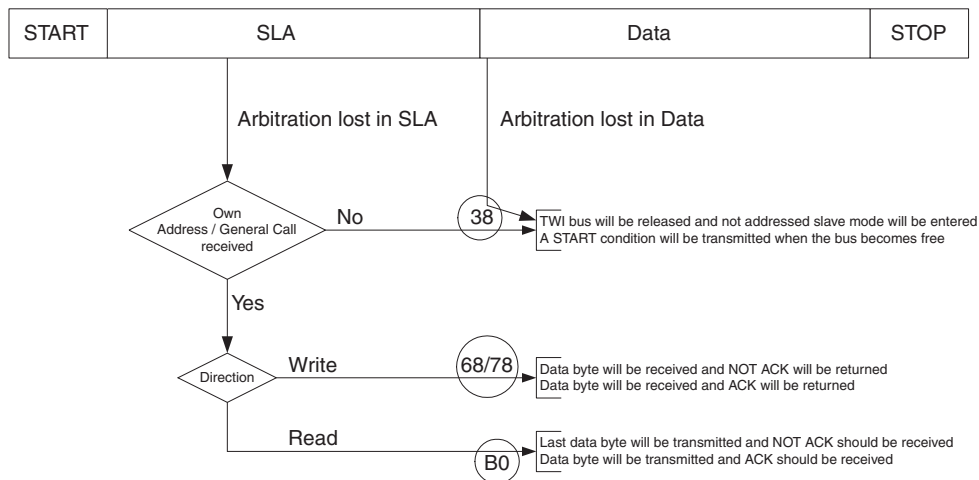 START SLA Data STOP
Arbitration lost in SLA
Arbitration lost in Data
Own
Address / General Call
received
No
38
TWI bus will be released and not addressed slave mode will be entered
A START condition will be transmitted when the bus becomes free
Yes
Direction
Write
68/78
Data byte will be received and NOT ACK will be returned
Data byte will be received and ACK will be returned
Read
B0
Last data byte will be transmitted and NOT ACK should be received
Data byte will be transmitted and ACK should be received